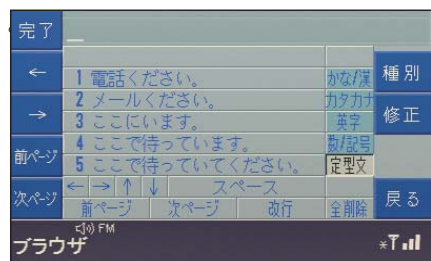 完了
← 1 電話ください。 かな/漢 種別
2 メールください。 カタカナ
→ 3 ここにいます。 英字 修正
4 ここで待っています。 数/記号
前ページ 5 ここで待っていてください。 定型文
← → ↑ ↓ スペース
次ページ 前ページ 次ページ 改行 全削除 戻る
FM
ブラウザ